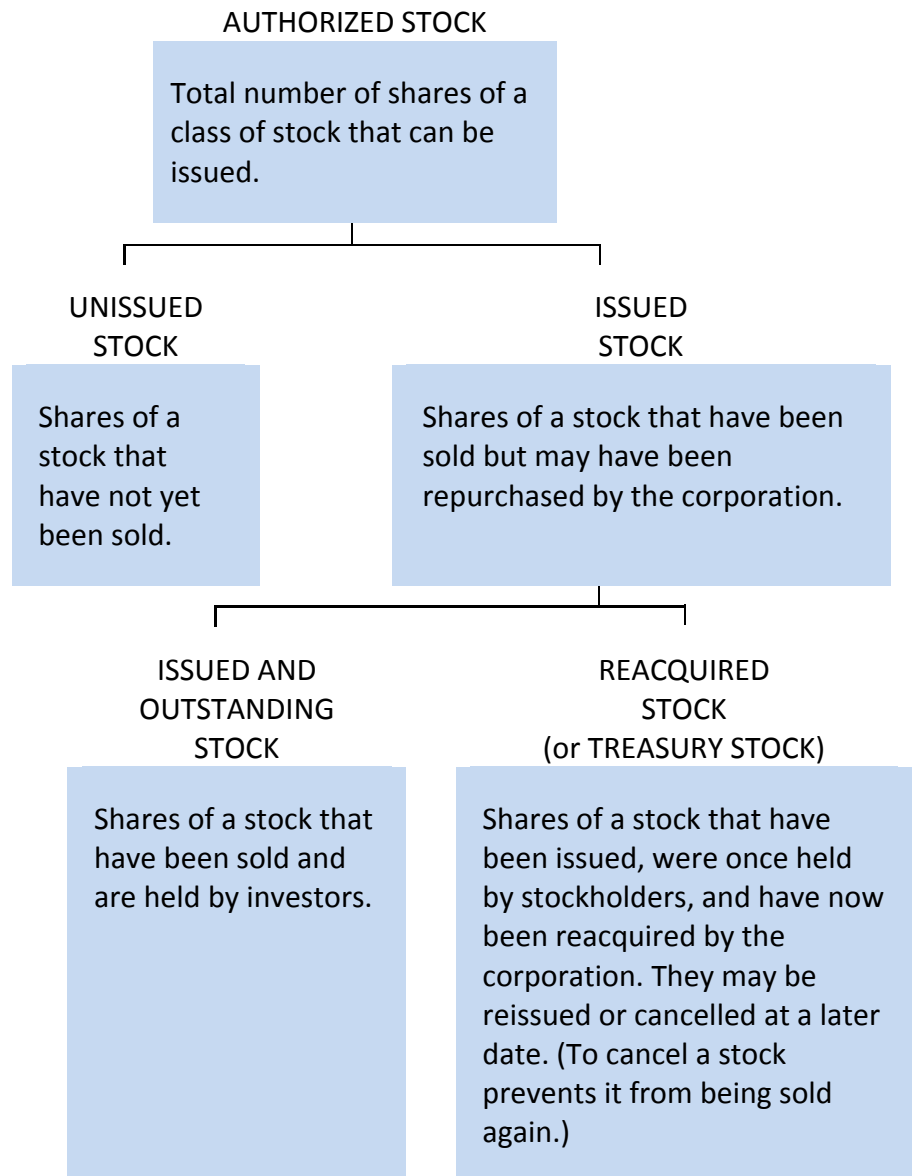 AUTHORIZED STOCK
Total number of shares of a
class of stock that can be
issued.
UNISSUED
STOCK
Shares of a
stock that
have not yet
been sold.
ISSUED
STOCK
Shares of a stock that have been
sold but may have been
repurchased by the corporation.
ISSUED AND
OUTSTANDING
STOCK
Shares of a stock that
have been sold and
are held by investors.
REACQUIRED
STOCK
(or TREASURY STOCK)
Shares of a stock that have
been issued, were once held
by stockholders, and have now
been reacquired by the
corporation. They may be
reissued or cancelled at a later
date. (To cancel a stock
prevents it from being sold
again.)